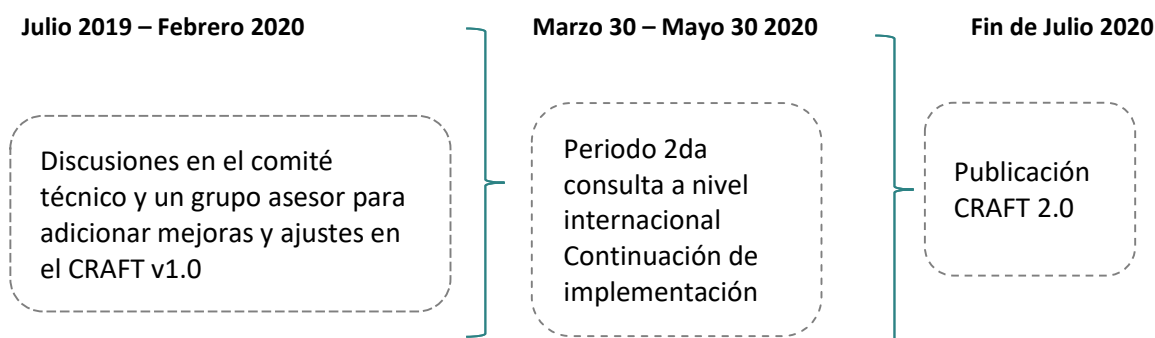 Julio 2019 – Febrero 2020
Marzo 30 – Mayo 30 2020
Fin de Julio 2020
Discusiones en el comité
técnico y un grupo asesor para
adicionar mejoras y ajustes en
el CRAFT v1.0
Periodo 2da
consulta a nivel
internacional
Continuación de
implementación
Publicación
CRAFT 2.0